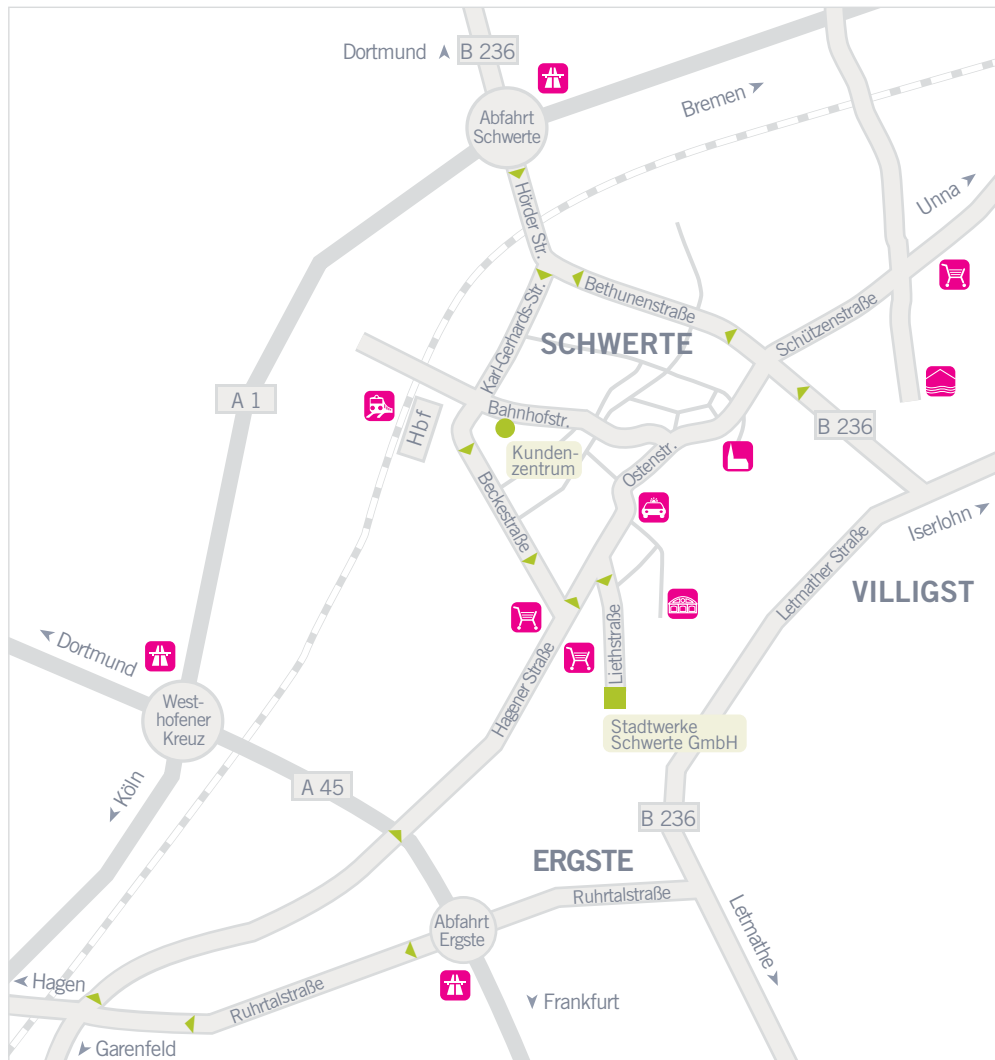 Dortmund
B 236
Abfahrt
Schwerte
Bremen
Unna
Hörder Str.
Bethunenstraße
Karl-Gerhards-Str.
SCHWERTE
Schützenstraße
A 1
Hbf
Bahnhofstr.
Kunden-
zentrum
Ostenstr.
B 236
Iserlohn
Beckestraße
Letmather Straße
VILLIGST
Dortmund
West-
hofener
Kreuz
Hagener Straße
Liethstraße
Stadtwerke
Schwerte GmbH
Köln
A 45
B 236
ERGSTE
Ruhrtalstraße
Abfahrt
Ergste
Letmathe
Hagen
Ruhrtalstraße
Frankfurt
Garenfeld